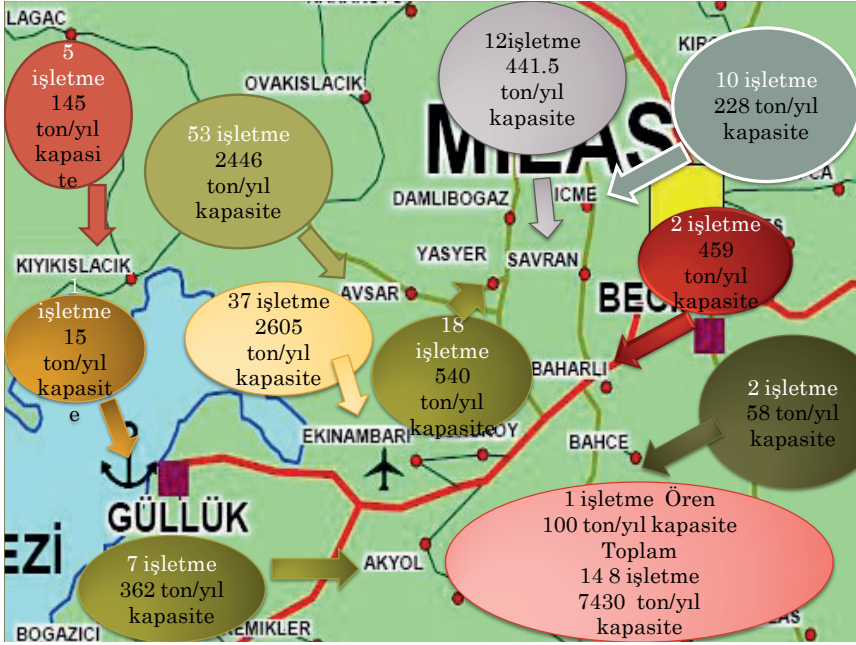 LAGAC
OVAKISLACIK
5
işletme
145
ton/yıl
kapasi
te
53 işletme
2446
ton/yıl
kapasite
12işletme
441.5
ton/yıl
kapasite
10 işletme
228 ton/yıl
kapasite
MİLAS
DAMLIBOGAZ
ICME
YASYER
SAVRAN
2 işletme
459
ton/yıl
kapasite
KIYIKISLACIK
AVSAR
1
işletme
15
ton/yıl
kapasit
e
37 işletme
2605
ton/yıl
kapasite
18
işletme
540
ton/yıl
kapasite
BAHARLI
2 işletme
58 ton/yıl
kapasite
EKINAMBARI
BAHCE
GÜLLÜK
1 işletme Ören
100 ton/yıl kapasite
Toplam
14 8 işletme
7430 ton/yıl
kapasite
7 işletme
362 ton/yıl
kapasite
AKYOL
EZİ
BOGAZICI